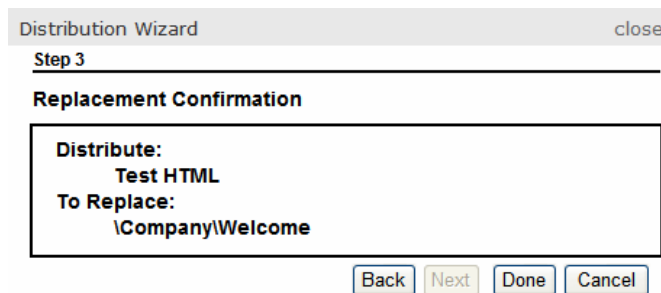 Distribution Wizard close
Step 3
Replacement Confirmation
Distribute:
Test HTML
To Replace:
\Company\Welcome
Back Next Done Cancel